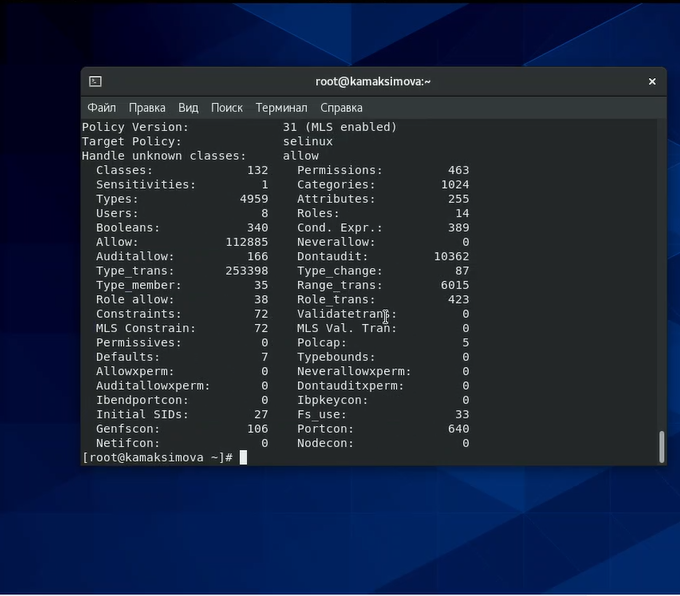 root@kamaksimova:~
Файл Правка Вид Поиск Терминал Справка
Policy Version: 31 (MLS enabled)
Target Policy: selinux
Handle unknown classes: allow
Classes: 132 Permissions: 463
Sensitivities: 1 Categories: 1024
Types: 4959 Attributes: 255
Users: 8 Roles: 14
Booleans: 340 Cond. Expr.: 389
Allow: 112885 Neverallow: 0
Auditallow: 166 Dontaudit: 10362
Type_trans: 253398 Type_change: 87
Type_member: 35 Range_trans: 6015
Role allow: 38 Role_trans: 423
Constraints: 72 Validatetrans: 0
MLS Constrain: 72 MLS Val. Tran: 0
Permissives: 0 Polcap: 5
Defaults: 7 Typebounds: 0
Allowxperm: 0 Neverallowxperm: 0
Auditallowxperm: 0 Dontauditxperm: 0
Ibendportcon: 0 Ibpkeycon: 0
Initial SIDs: 27 Fs_use: 33
Genfscon: 106 Portcon: 640
Netifcon: 0 Nodecon: 0
[root@kamaksimova ~]#